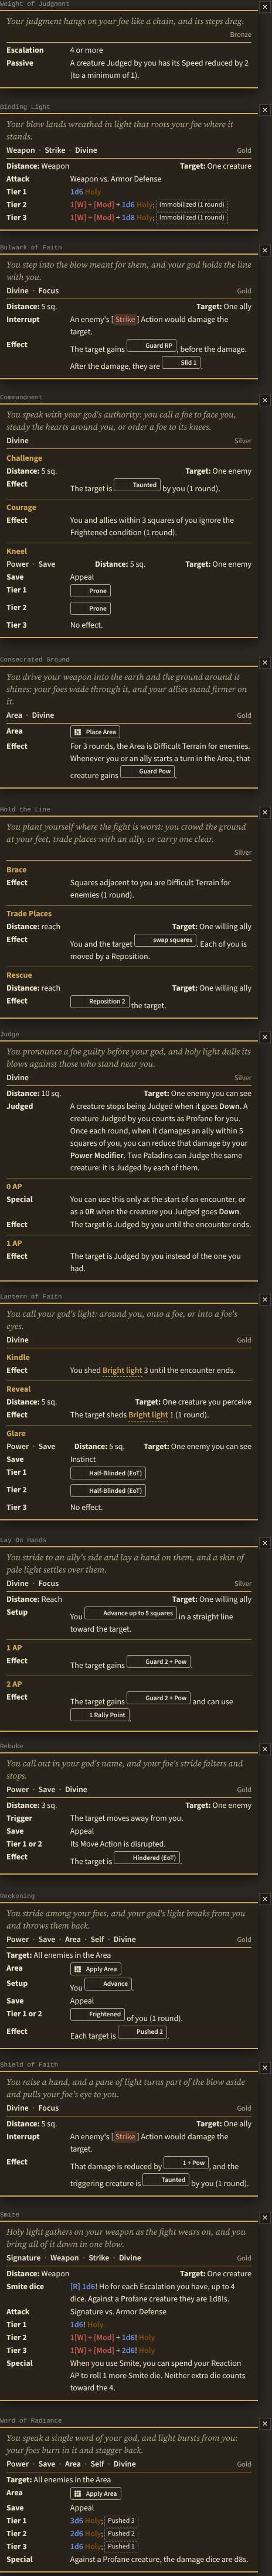 Weight of Judgment
Your judgment hangs on your foe like a chain, and its steps drag.
Bronze
Escalation 4 or more
Passive A creature Judged by you has its Speed reduced by 2
(to a minimum of 1).
Binding Light
Your blow lands wreathed in light that roots your foe where it
stands.
Weapon · Strike · Divine Gold
Distance: Weapon Target: One creature
Attack Weapon vs. Armor Defense
Tier 1 1d6 Holy
Tier 2 1[W] + [Mod] + 1d6 Holy; Immobilized (1 round)
Tier 3 1[W] + [Mod] + 1d8 Holy; Immobilized (1 round)
Bulwark of Faith
You step into the blow meant for them, and your god holds the line
with you.
Divine · Focus Gold
Distance: 5 sq. Target: One ally
Interrupt An enemy's [Strike] Action would damage the
target.
Effect The target gains Guard RP, before the damage.
After the damage, they are Slid 1.
Commandment
You speak with your god's authority: you call a foe to face you,
steady the hearts around you, or order a foe to its knees.
Divine Silver
Challenge
Distance: 5 sq. Target: One enemy
Effect The target is Taunted by you (1 round).
Courage
Effect You and allies within 3 squares of you ignore the
Frightened condition (1 round).
Kneel
Power · Save Distance: 5 sq. Target: One enemy
Save Appeal
Tier 1 Prone
Tier 2 Prone
Tier 3 No effect.
Consecrated Ground
You drive your weapon into the earth and the ground around it
shines: your foes wade through it, and your allies stand firmer on
it.
Area · Divine Gold
Area Place Area
Effect For 3 rounds, the Area is Difficult Terrain for enemies.
Whenever you or an ally starts a turn in the Area, that
creature gains Guard Pow.
Hold the Line
You plant yourself where the fight is worst: you crowd the ground
at your feet, trade places with an ally, or carry one clear.
Silver
Brace
Effect Squares adjacent to you are Difficult Terrain for
enemies (1 round).
Trade Places
Distance: reach Target: One willing ally
Effect You and the target swap squares. Each of you is
moved by a Reposition.
Rescue
Distance: reach Target: One willing ally
Effect Reposition 2 the target.
Judge
You pronounce a foe guilty before your god, and holy light dulls its
blows against those who stand near you.
Divine Silver
Distance: 10 sq. Target: One enemy you can see
Judged A creature stops being Judged when it goes Down. A
creature Judged by you counts as Profane for you.
Once each round, when it damages an ally within 5
squares of you, you can reduce that damage by your
Power Modifier. Two Paladins can Judge the same
creature: it is Judged by each of them.
0 AP
Special You can use this only at the start of an encounter, or
as a 0R when the creature you Judged goes Down.
Effect The target is Judged by you until the encounter ends.
1 AP
Effect The target is Judged by you instead of the one you
had.
Lantern of Faith
You call your god's light: around you, onto a foe, or into a foe's
eyes.
Divine Gold
Kindle
Effect You shed Bright light 3 until the encounter ends.
Reveal
Distance: 5 sq. Target: One creature you perceive
Effect The target sheds Bright light 1 (1 round).
Glare
Power · Save Distance: 5 sq. Target: One enemy you can see
Save Instinct
Tier 1 Half-Blinded (EoT)
Tier 2 Half-Blinded (EoT)
Tier 3 No effect.
Lay On Hands
You stride to an ally's side and lay a hand on them, and a skin of
pale light settles over them.
Divine · Focus Silver
Distance: Reach Target: One willing ally
Setup You Advance up to 5 squares in a straight line
toward the target.
1 AP
Effect The target gains Guard 2 + Pow.
2 AP
Effect The target gains Guard 2 + Pow and can use
1 Rally Point.
Rebuke
You call out in your god's name, and your foe's stride falters and
stops.
Power · Save · Divine Gold
Distance: 3 sq. Target: One enemy
Trigger The target moves away from you.
Save Appeal
Tier 1 or 2 Its Move Action is disrupted.
Effect The target is Hindered (EoT).
Reckoning
You stride among your foes, and your god's light breaks from you
and throws them back.
Power · Save · Area · Self · Divine Gold
Target: All enemies in the Area
Area Apply Area
Setup You Advance.
Save Appeal
Tier 1 or 2 Frightened of you (1 round).
Effect Each target is Pushed 2.
Shield of Faith
You raise a hand, and a pane of light turns part of the blow aside
and pulls your foe's eye to you.
Divine · Focus Gold
Distance: 5 sq. Target: One ally
Interrupt An enemy's [Strike] Action would damage the
target.
Effect That damage is reduced by 1 + Pow, and the
triggering creature is Taunted by you (1 round).
Smite
Holy light gathers on your weapon as the fight wears on, and you
bring all of it down in one blow.
Signature · Weapon · Strike · Divine Gold
Distance: Weapon Target: One creature
Smite dice [R] 1d6! Ho for each Escalation you have, up to 4
dice. Against a Profane creature they are 1d8!s.
Attack Signature vs. Armor Defense
Tier 1 1d6! Holy
Tier 2 1[W] + [Mod] + 1d6! Holy
Tier 3 1[W] + [Mod] + 2d6! Holy
Special When you use Smite, you can spend your Reaction
AP to roll 1 more Smite die. Neither extra die counts
toward the 4.
Word of Radiance
You speak a single word of your god, and light bursts from you:
your foes burn in it and stagger back.
Power · Save · Area · Self · Divine Gold
Target: All enemies in the Area
Area Apply Area
Save Appeal
Tier 1 3d6 Holy; Pushed 3
Tier 2 2d6 Holy; Pushed 2
Tier 3 1d6 Holy; Pushed 1
Special Against a Profane creature, the damage dice are d8s.